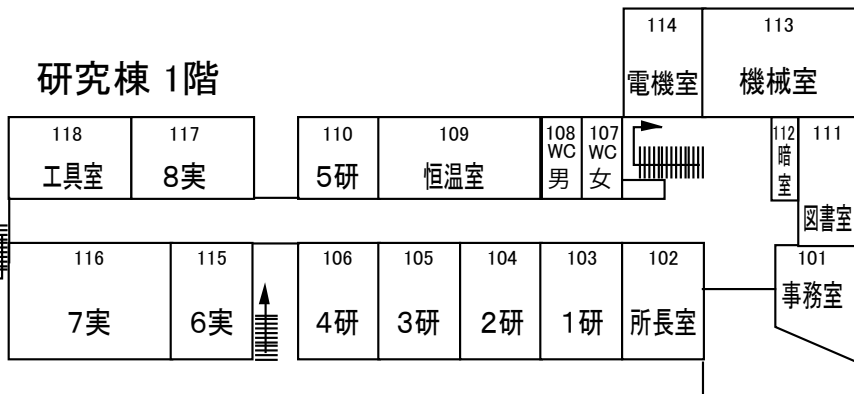 研究棟 1階
114
電機室
113
機械室
118
工具室
117
8実
110
5研
109
恒温室
108
WC
男
107
WC
女
112
暗室
111
図書室
116
7実
115
6実
106
4研
105
3研
104
2研
103
1研
102
所長室
101
事務室